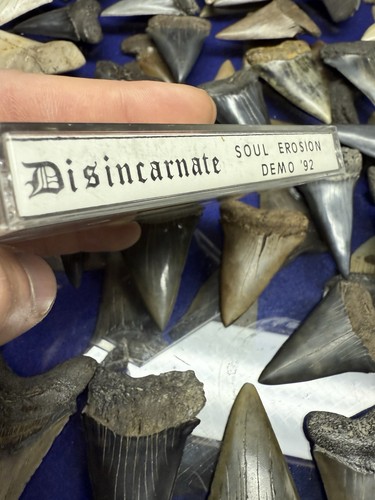 Disincarnate
SOUL EROSION
DEMO '92